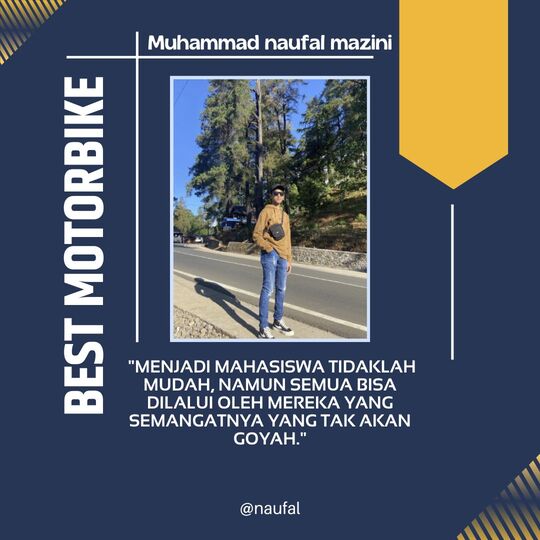 Muhammad naufal mazini
BEST MOTORBIKE
"MENJADI MAHASISWA TIDAKLAH
MUDAH, NAMUN SEMUA BISA
DILALUI OLEH MEREKA YANG
SEMANGATNYA YANG TAK AKAN
GOYAH."
@naufal